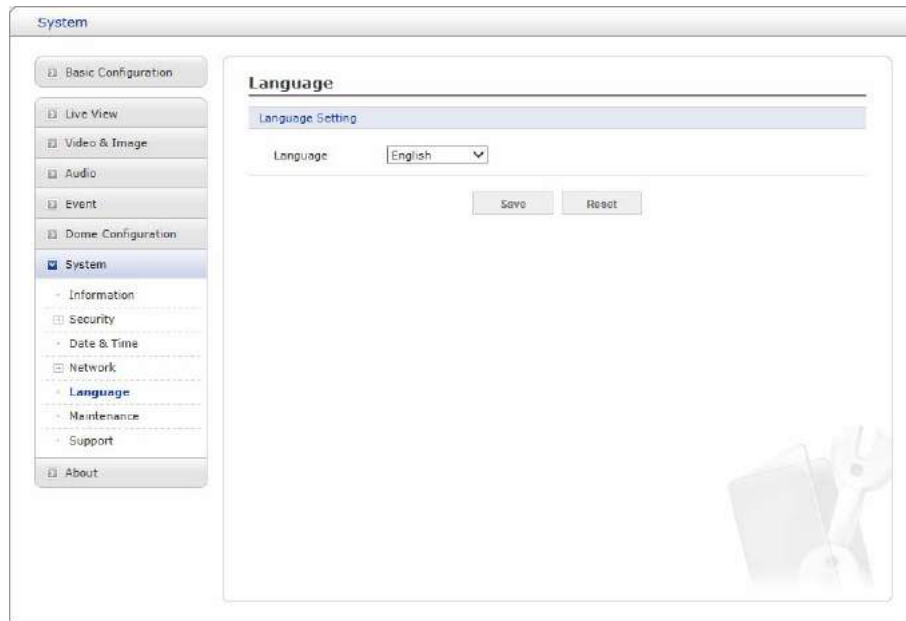 System
Basic Configuration
Live View
Video & Image
Audio
Event
Dome Configuration
System
Information
Security
Date & Time
Network
Language
Maintenance
Support
About
Language
Language Setting
Language English
Save Reset